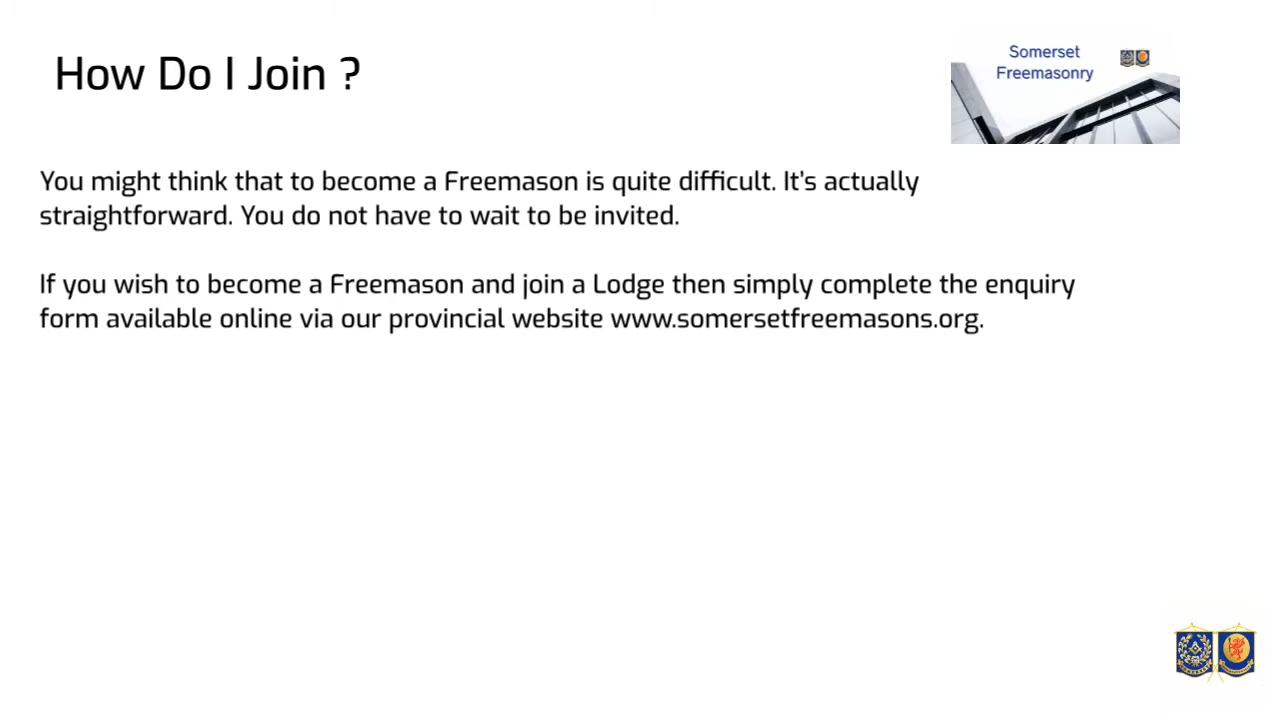 How Do I Join ?
Somerset
Freemasonry
You might think that to become a Freemason is quite difficult. It's actually
straightforward. You do not have to wait to be invited.
If you wish to become a Freemason and join a Lodge then simply complete the enquiry
form available online via our provincial website www.somersetfreemasons.org.